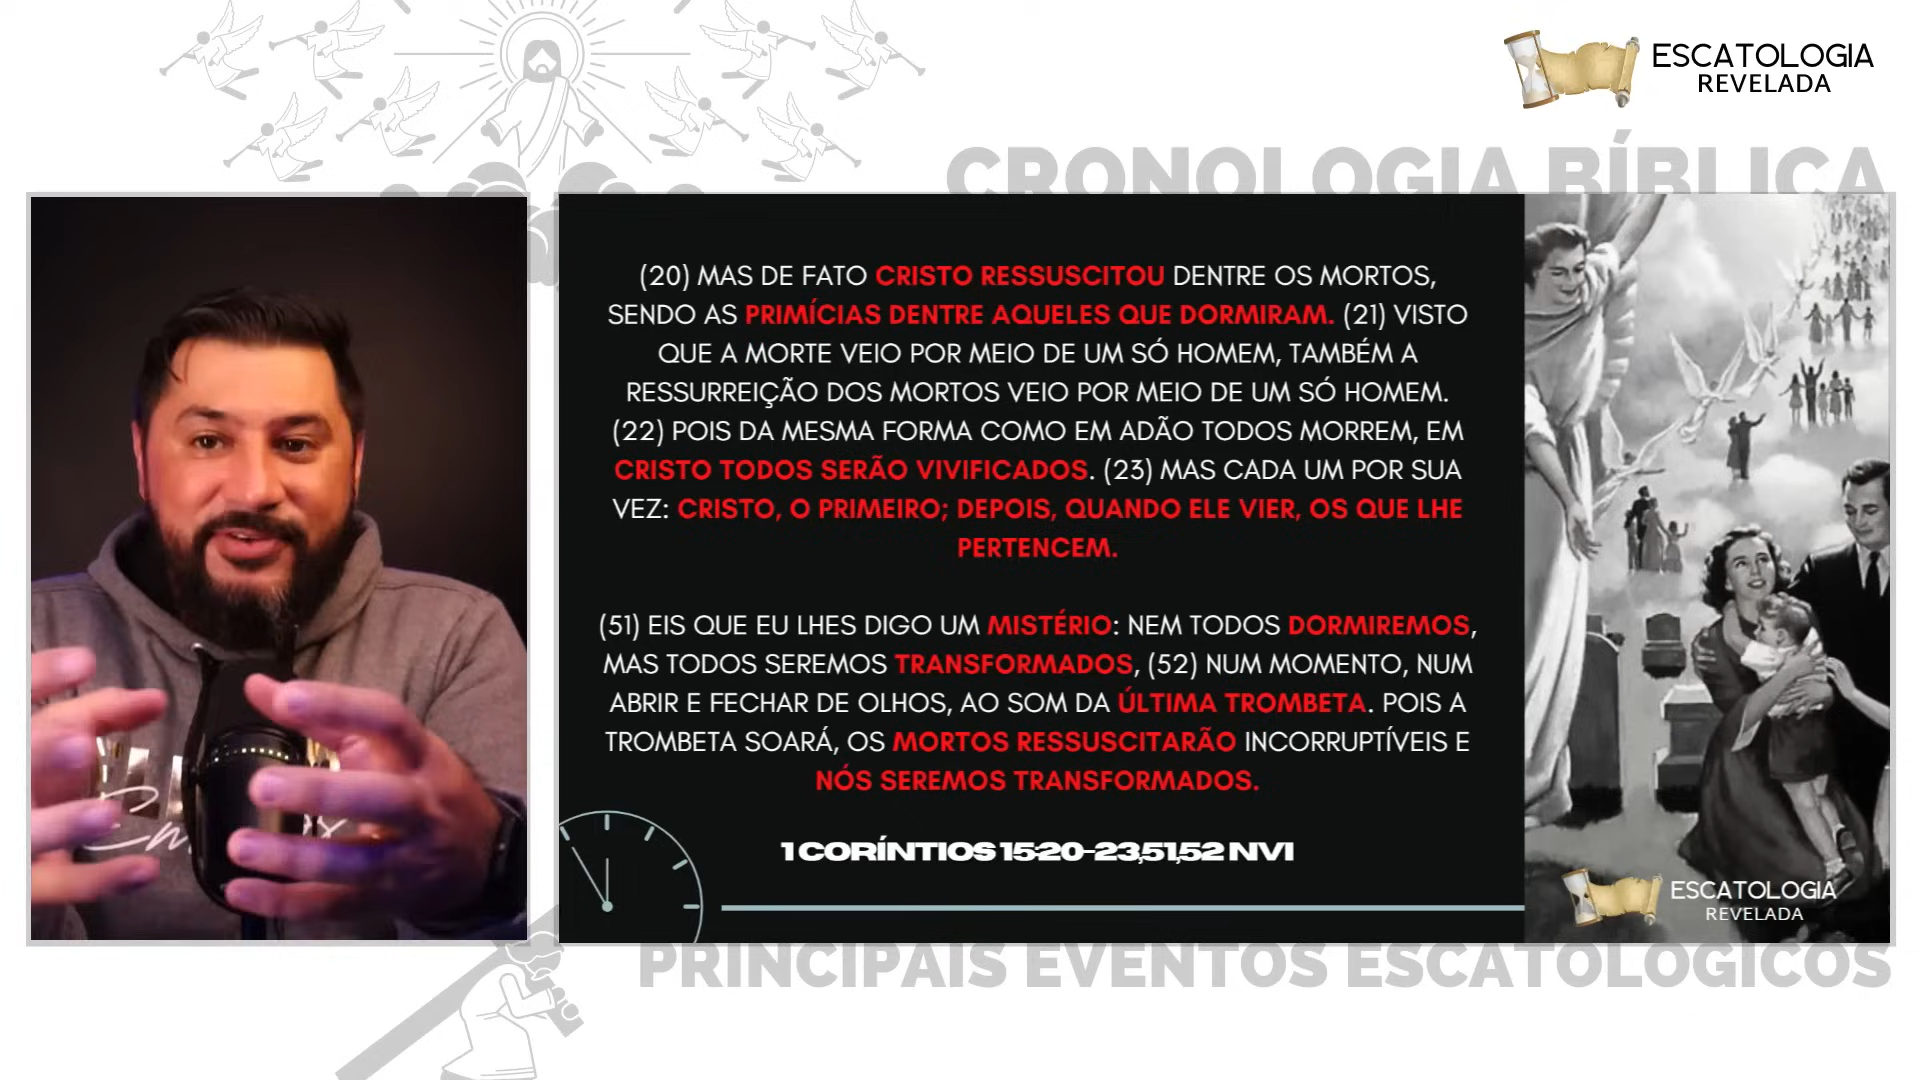 ESCATOLOGIA
REVELADA
CRONOLOGIA BÍBLICA
(20) MAS DE FATO CRISTO RESSUSCITOU DENTRE OS MORTOS,
SENDO AS PRIMÍCIAS DENTRE AQUELES QUE DORMIRAM. (21) VISTO
QUE A MORTE VEIO POR MEIO DE UM SÓ HOMEM, TAMBÉM A
RESSURREIÇÃO DOS MORTOS VEIO POR MEIO DE UM SÓ HOMEM.
(22) POIS DA MESMA FORMA COMO EM ADÃO TODOS MORREM, EM
CRISTO TODOS SERÃO VIVIFICADOS. (23) MAS CADA UM POR SUA
VEZ: CRISTO, O PRIMEIRO; DEPOIS, QUANDO ELE VIER, OS QUE LHE
PERTENCEM.
(51) EIS QUE EU LHES DIGO UM MISTÉRIO: NEM TODOS DORMIREMOS,
MAS TODOS SEREMOS TRANSFORMADOS, (52) NUM MOMENTO, NUM
ABRIR E FECHAR DE OLHOS, AO SOM DA ÚLTIMA TROMBETA. POIS A
TROMBETA SOARÁ, OS MORTOS RESSUSCITARÃO INCORRUPTÍVEIS E
NÓS SEREMOS TRANSFORMADOS.
1 CORÍNTIOS 15:20-23,51,52 NVI
ESCATOLOGIA
REVELADA
PRINCIPAIS EVENTOS ESCATOLOGICOS